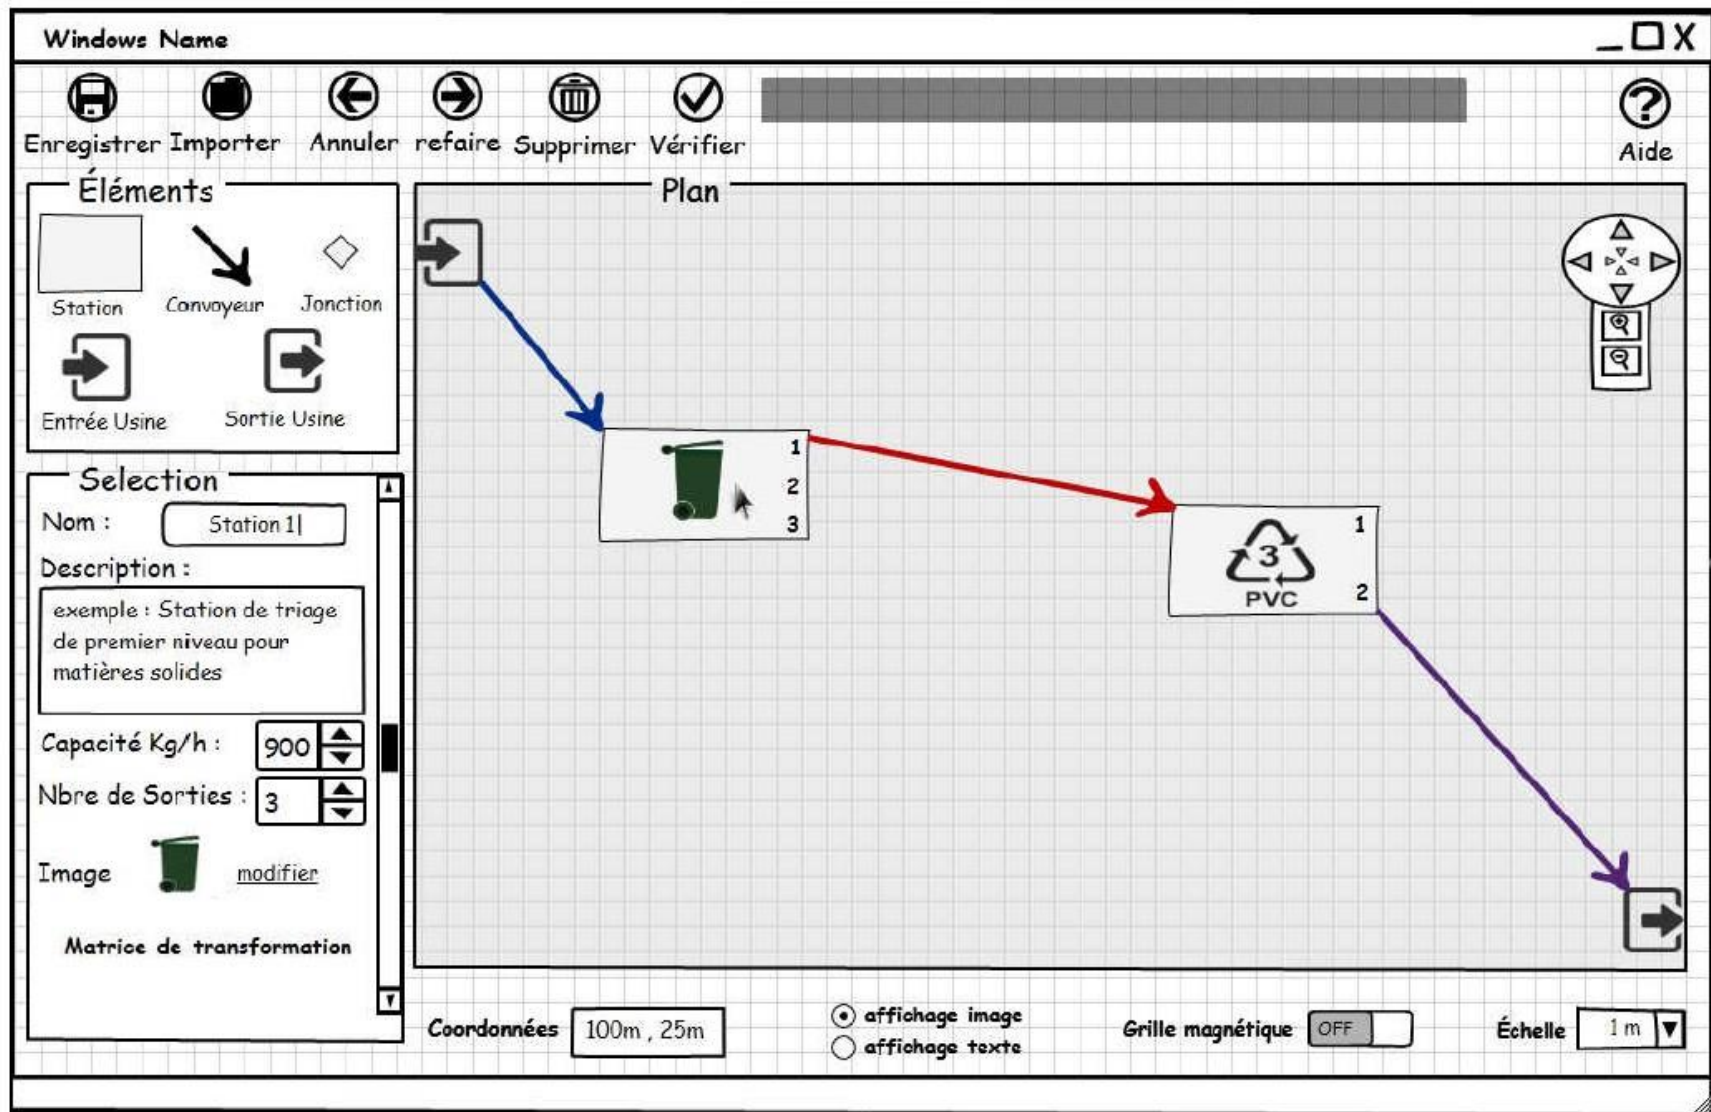 Windows Name
Enregistrer Importer Annuler refaire Supprimer Vérifier
Aide
Éléments
Station Convoyeur Jonction
Entrée Usine Sortie Usine
Selection
Nom : Station 1
Description :
exemple : Station de triage
de premier niveau pour
matières solides
Capacité Kg/h : 900
Nbre de Sorties : 3
Image modifier
Matrice de transformation
Plan
1
2
3
1
3
PVC 2
Coordonnées 100m , 25m
affichage image
affichage texte
Grille magnétique OFF
Échelle 1 m